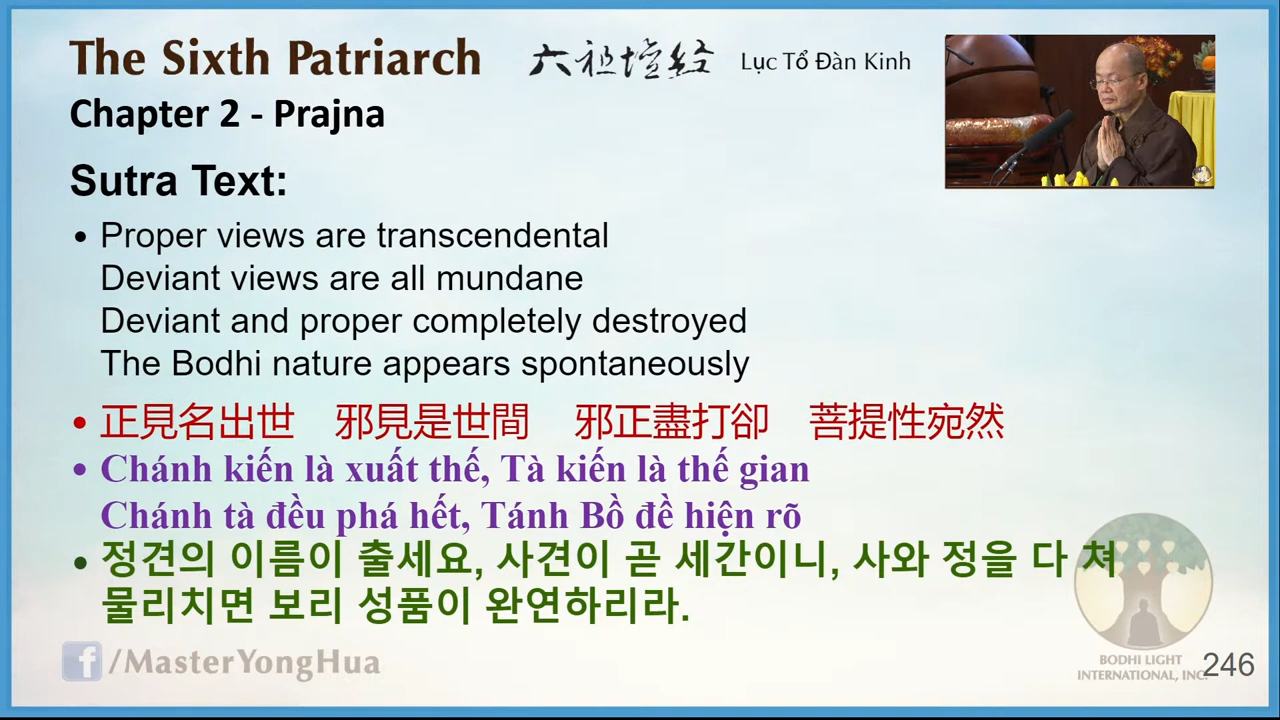 The Sixth Patriarch 六祖壇経 Lục Tổ Đàn Kinh
Chapter 2 - Prajna
Sutra Text:
• Proper views are transcendental
Deviant views are all mundane
Deviant and proper completely destroyed
The Bodhi nature appears spontaneously
• 正見名出世 邪見是世間 邪正盡打卻 菩提性宛然
• Chánh kiến là xuất thế, Tà kiến là thế gian
Chánh tà đều phá hết, Tánh Bồ đề hiện rõ
• 정견의 이름이 출세요, 사견이 곧 세간이니, 사와 정을 다 쳐
물리치면 보리 성품이 완연하리라.
f /MasterYongHua
BODHI LIGHT
INTERNATIONAL, INC.
246